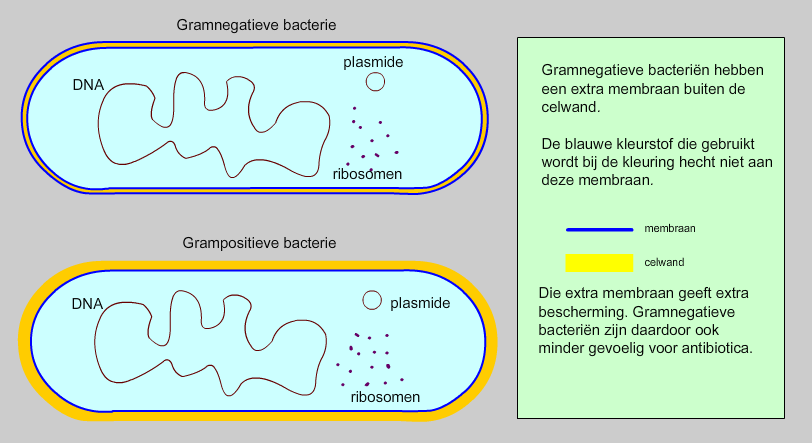 Gramnegatieve bacterie
plasmide
DNA
ribosomen
Grampositieve bacterie
DNA
plasmide
ribosomen
Gramnegatieve bacteriën hebben
een extra membraan buiten de
celwand.
De blauwe kleurstof die gebruikt
wordt bij de kleuring hecht niet aan
deze membraan.
membraan
celwand
Die extra membraan geeft extra
bescherming. Gramnegatieve
bacteriën zijn daardoor ook
minder gevoelig voor antibiotica.